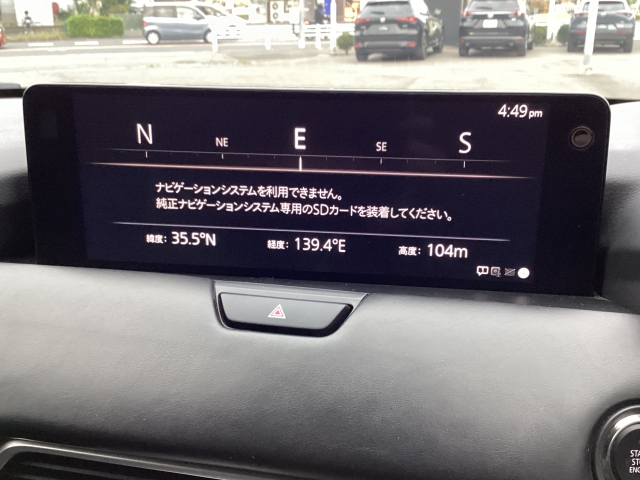 4:49 pm
N NE E SE S
ナビゲーションシステムを利用できません。
純正ナビゲーションシステム専用のSDカードを装着してください。
緯度: 35.5°N 経度: 139.4°E 高度: 104m
STA
STO
ENG